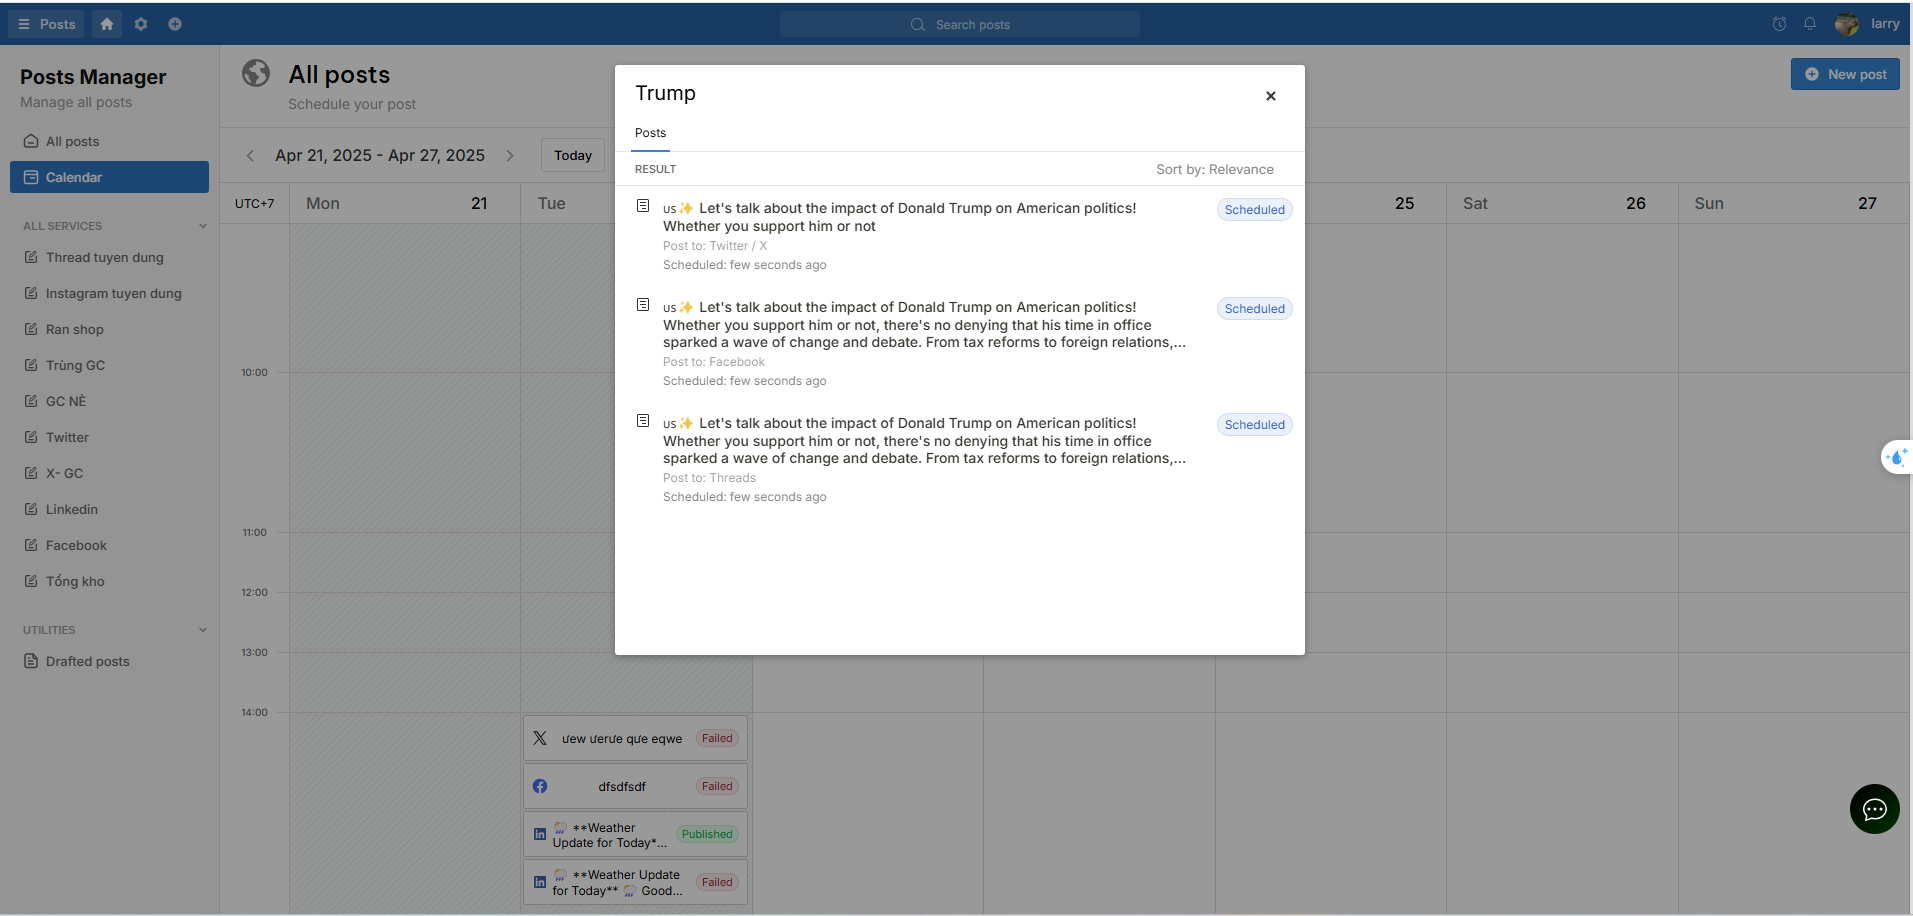 Posts
Search posts
larry
Posts Manager
Manage all posts
All posts
Calendar
ALL SERVICES
Thread tuyen dung
Instagram tuyen dung
Ran shop
Trùng GC
GC NÈ
Twitter
X- GC
Linkedin
Facebook
Tổng kho
UTILITIES
Drafted posts
All posts
Schedule your post
New post
Apr 21, 2025 - Apr 27, 2025
Today
UTC+7
Mon 21
Tue
25
Sat 26
Sun 27
10:00
11:00
12:00
13:00
14:00
Trump
Posts
RESULT
Sort by: Relevance
US✨ Let's talk about the impact of Donald Trump on American politics!
Whether you support him or not
Post to: Twitter / X
Scheduled: few seconds ago
Scheduled
US✨ Let's talk about the impact of Donald Trump on American politics!
Whether you support him or not, there's no denying that his time in office
sparked a wave of change and debate. From tax reforms to foreign relations,...
Post to: Facebook
Scheduled: few seconds ago
Scheduled
US✨ Let's talk about the impact of Donald Trump on American politics!
Whether you support him or not, there's no denying that his time in office
sparked a wave of change and debate. From tax reforms to foreign relations,...
Post to: Threads
Scheduled: few seconds ago
Scheduled
ưew ưerưe qưe eqwe
Failed
dfsdfsdf
Failed
🌧️ **Weather
Update for Today*...
Published
🌧️ **Weather Update
for Today** 🌧️ Good...
Failed